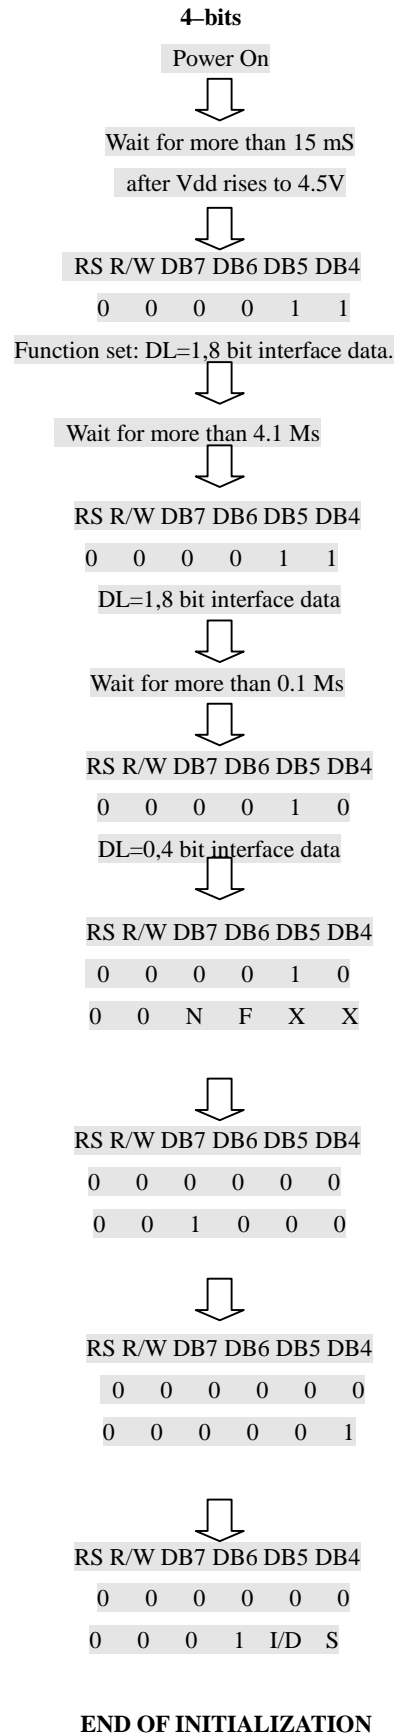 4–bits
Power On
Wait for more than 15 mS
after Vdd rises to 4.5V
RS R/W DB7 DB6 DB5 DB4
0 0 0 0 1 1
Function set: DL=1,8 bit interface data.
Wait for more than 4.1 Ms
RS R/W DB7 DB6 DB5 DB4
0 0 0 0 1 1
DL=1,8 bit interface data
Wait for more than 0.1 Ms
RS R/W DB7 DB6 DB5 DB4
0 0 0 0 1 0
DL=0,4 bit interface data
RS R/W DB7 DB6 DB5 DB4
0 0 0 0 1 0
0 0 N F X X
RS R/W DB7 DB6 DB5 DB4
0 0 0 0 0 0
0 0 1 0 0 0
RS R/W DB7 DB6 DB5 DB4
0 0 0 0 0 0
0 0 0 0 0 1
RS R/W DB7 DB6 DB5 DB4
0 0 0 0 0 0
0 0 0 1 I/D S
END OF INITIALIZATION